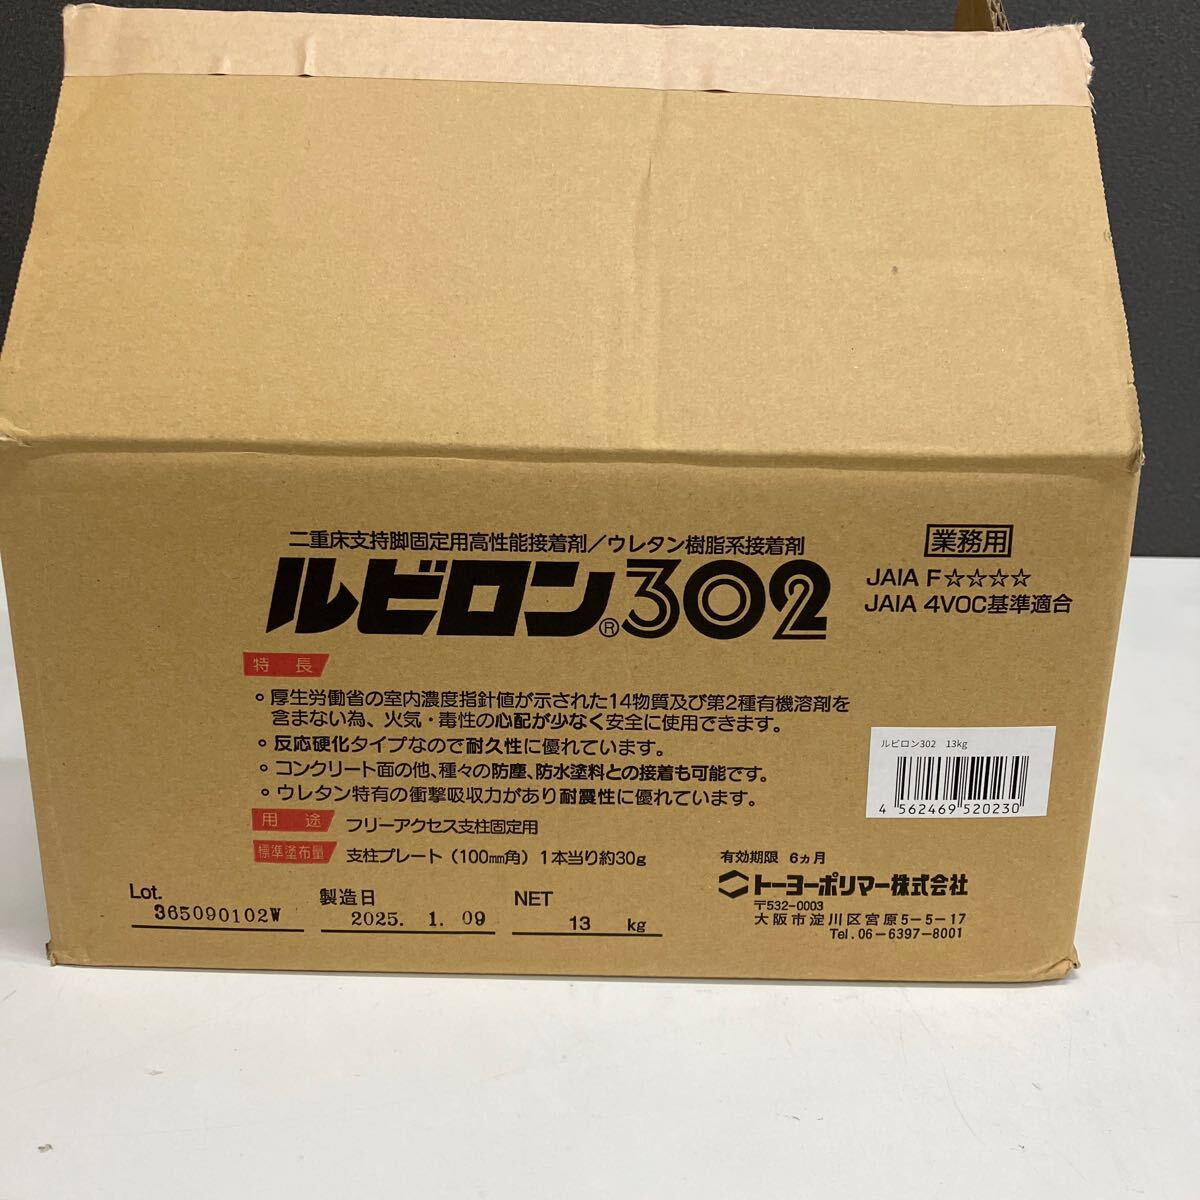 二重床支持脚固定用高性能接着剤／ウレタン樹脂系接着剤
業務用
ルビロン®302
JAIA F☆☆☆☆
JAIA 4VOC基準適合
特長
厚生労働省の室内濃度指針値が示された14物質及び第2種有機溶剤を
含まない為、火気・毒性の心配が少なく安全に使用できます。
反応硬化タイプなので耐久性に優れています。
コンクリート面の他、種々の防塵、防水塗料との接着も可能です。
ウレタン特有の衝撃吸収力があり耐震性に優れています。
ルビロン302 13kg
4 562469 520230
用途 フリーアクセス支柱固定用
標準塗布量 支柱プレート（100㎜角）1本当り約30g
有効期限 6ヵ月
トーヨーポリマー株式会社
〒532-0003
大阪市淀川区宮原5-5-17
Tel.06-6397-8001
Lot. 365090102W
製造日 2025. 1. 09
NET 13 kg